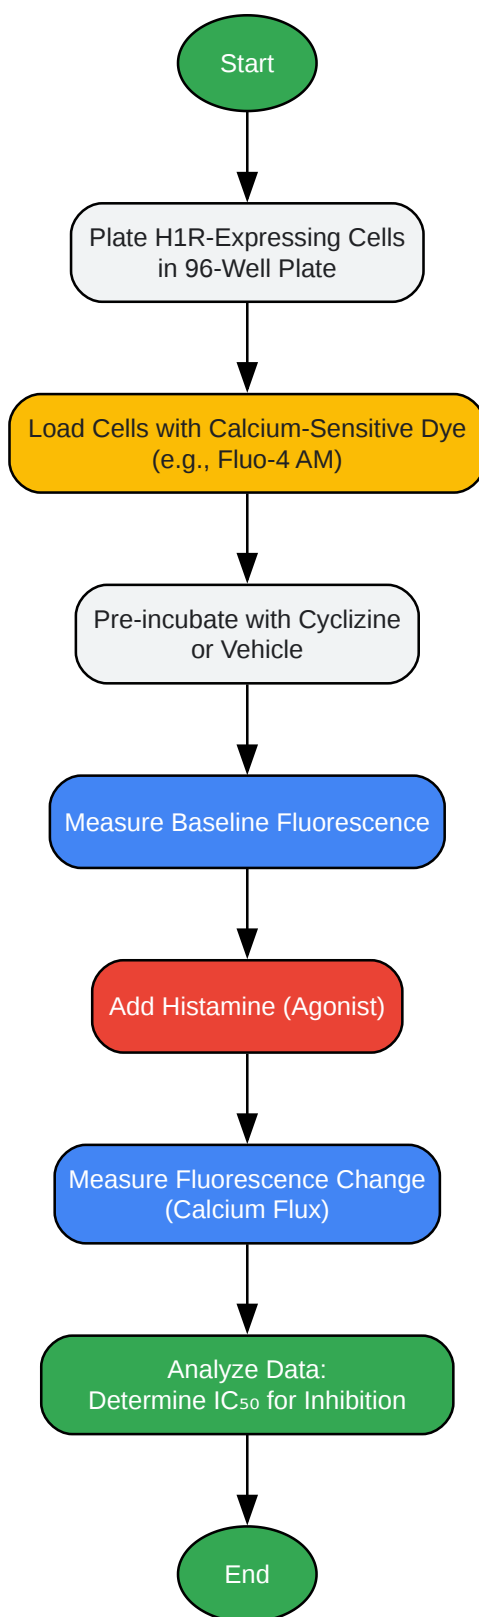 Start
Plate H1R-Expressing Cells
in 96-Well Plate
Load Cells with Calcium-Sensitive Dye
(e.g., Fluo-4 AM)
Pre-incubate with Cyclizine
or Vehicle
Measure Baseline Fluorescence
Add Histamine (Agonist)
Measure Fluorescence Change
(Calcium Flux)
Analyze Data:
Determine IC₅₀ for Inhibition
End